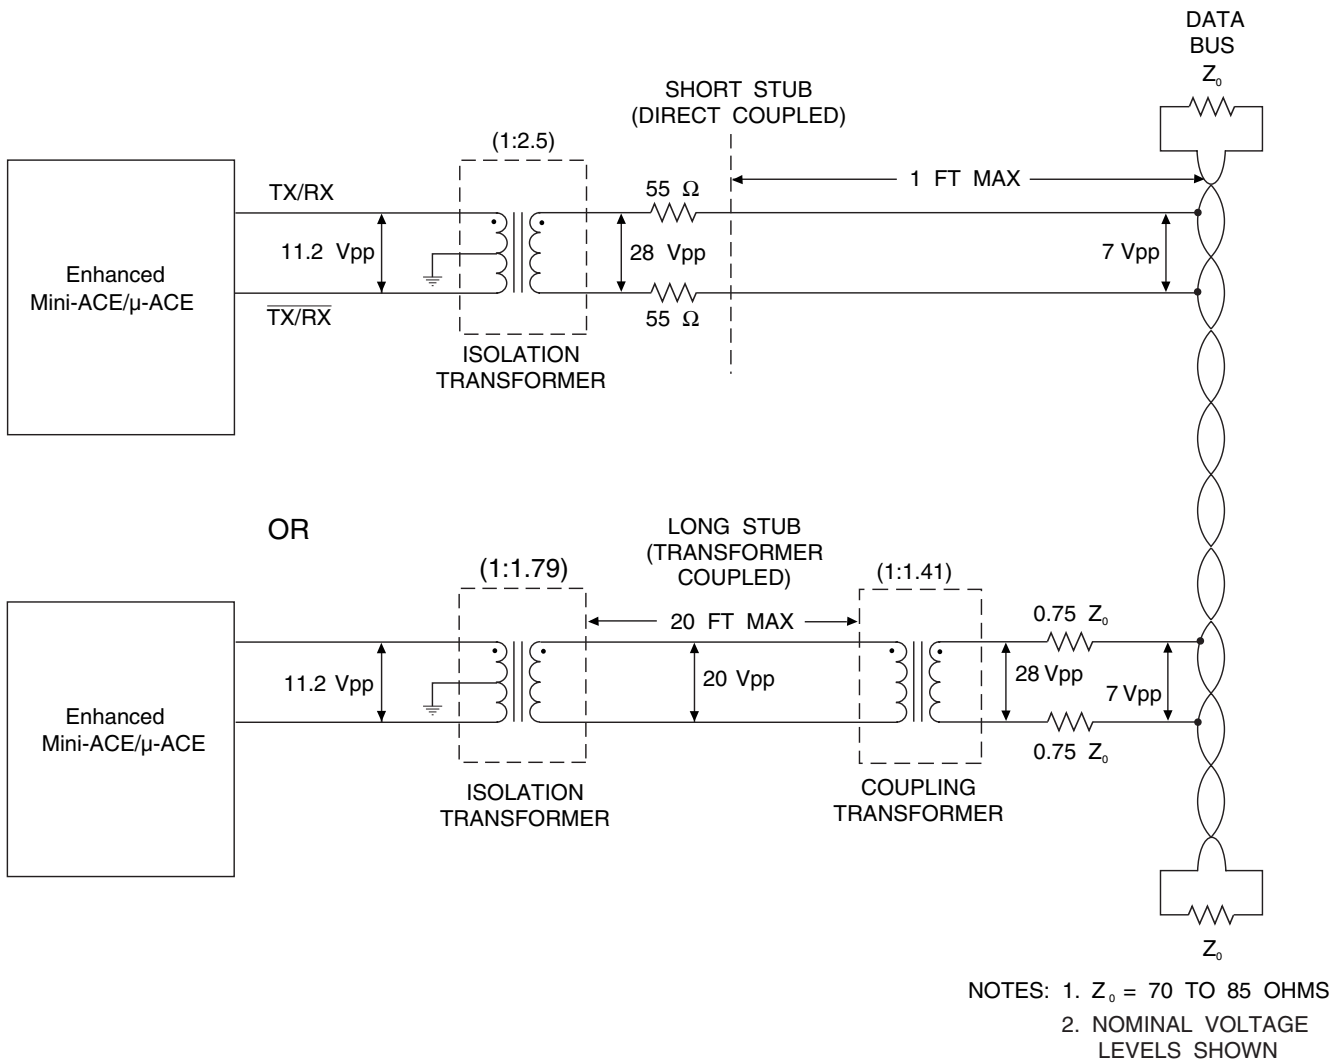 DATA
BUS
Z₀
SHORT STUB
(DIRECT COUPLED)
(1:2.5)
TX/RX
55 Ω
1 FT MAX
11.2 Vpp
28 Vpp
7 Vpp
Enhanced
Mini-ACE/µ-ACE
TX/RX
55 Ω
ISOLATION
TRANSFORMER
OR
LONG STUB
(TRANSFORMER
COUPLED)
(1:1.79)
(1:1.41)
20 FT MAX
0.75 Z₀
11.2 Vpp
20 Vpp
28 Vpp
7 Vpp
Enhanced
Mini-ACE/µ-ACE
0.75 Z₀
ISOLATION
TRANSFORMER
COUPLING
TRANSFORMER
Z₀
NOTES: 1. Z₀ = 70 TO 85 OHMS
2. NOMINAL VOLTAGE
LEVELS SHOWN